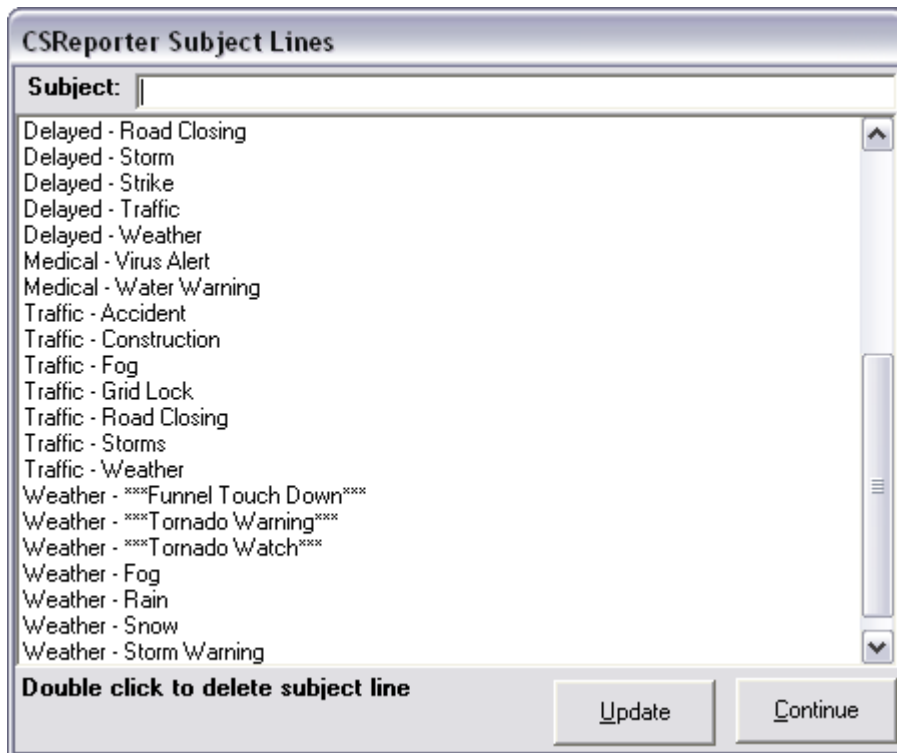 CSReporter Subject Lines
Subject:
Delayed - Road Closing
Delayed - Storm
Delayed - Strike
Delayed - Traffic
Delayed - Weather
Medical - Virus Alert
Medical - Water Warning
Traffic - Accident
Traffic - Construction
Traffic - Fog
Traffic - Grid Lock
Traffic - Road Closing
Traffic - Storms
Traffic - Weather
Weather - ***Funnel Touch Down***
Weather - ***Tornado Warning***
Weather - ***Tornado Watch***
Weather - Fog
Weather - Rain
Weather - Snow
Weather - Storm Warning
Double click to delete subject line
Update
Continue